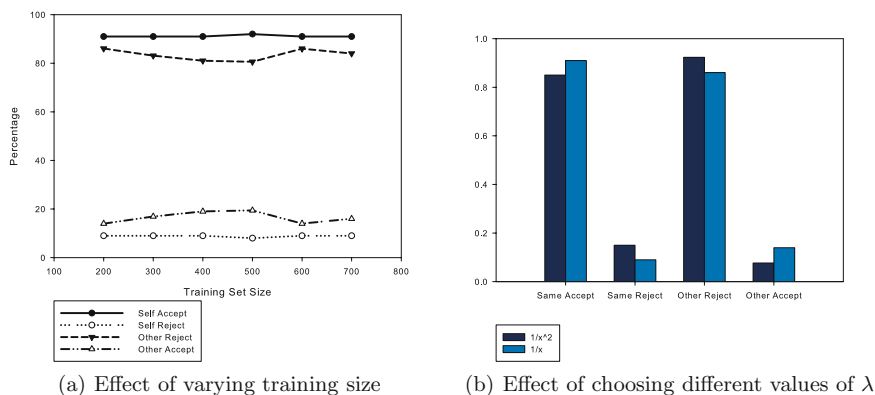 100
80
60
40
20
0
Percentage
100 200 300 400 500 600 700 800
Training Set Size
Self Accept
Self Reject
Other Reject
Other Accept
(a) Effect of varying training size
1.0
0.8
0.6
0.4
0.2
0.0
Same Accept Same Reject Other Reject Other Accept
1/x^2
1/x
(b) Effect of choosing different values of λ